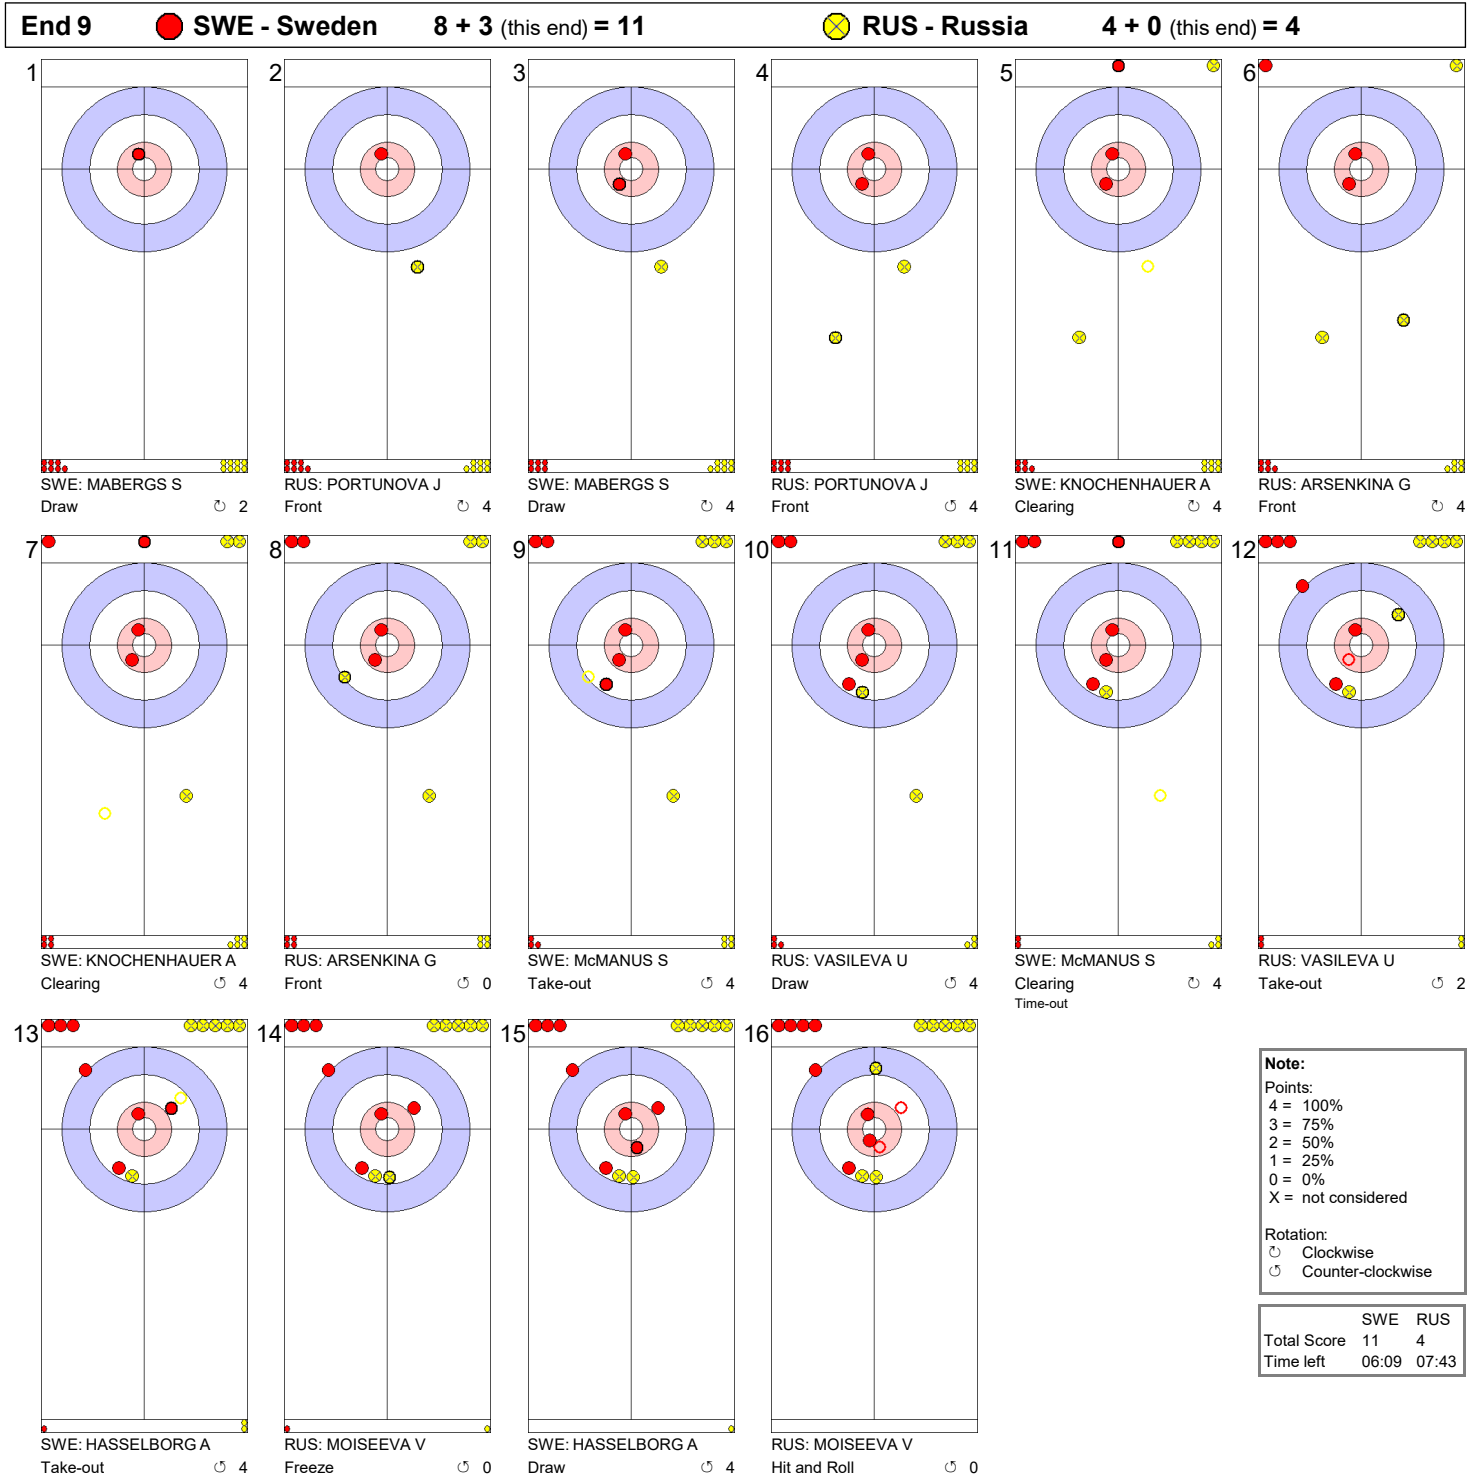 End 9 SWE - Sweden 8 + 3 (this end) = 11 RUS - Russia 4 + 0 (this end) = 4
1 2 3 4 5 6
SWE: MABERGS S RUS: PORTUNOVA J SWE: MABERGS S RUS: PORTUNOVA J SWE: KNOCHENHAUER A RUS: ARSENKINA G
Draw ↻ 2 Front ↻ 4 Draw ↺ 4 Front ↺ 4 Clearing ↺ 4 Front ↺ 4
7 8 9 10 11 12
SWE: KNOCHENHAUER A RUS: ARSENKINA G SWE: McMANUS S RUS: VASILEVA U SWE: McMANUS S RUS: VASILEVA U
Clearing ↺ 4 Front ↺ 0 Take-out ↺ 4 Draw ↺ 4 Clearing ↺ 4 Take-out ↺ 2
Time-out
13 14 15 16
SWE: HASSELBORG A RUS: MOISEEVA V SWE: HASSELBORG A RUS: MOISEEVA V
Take-out ↺ 4 Freeze ↺ 0 Draw ↺ 4 Hit and Roll ↺ 0
Note:
Points:
4 = 100%
3 = 75%
2 = 50%
1 = 25%
0 = 0%
X = not considered
Rotation:
↻ Clockwise
↺ Counter-clockwise
SWE RUS
Total Score 11 4
Time left 06:09 07:43